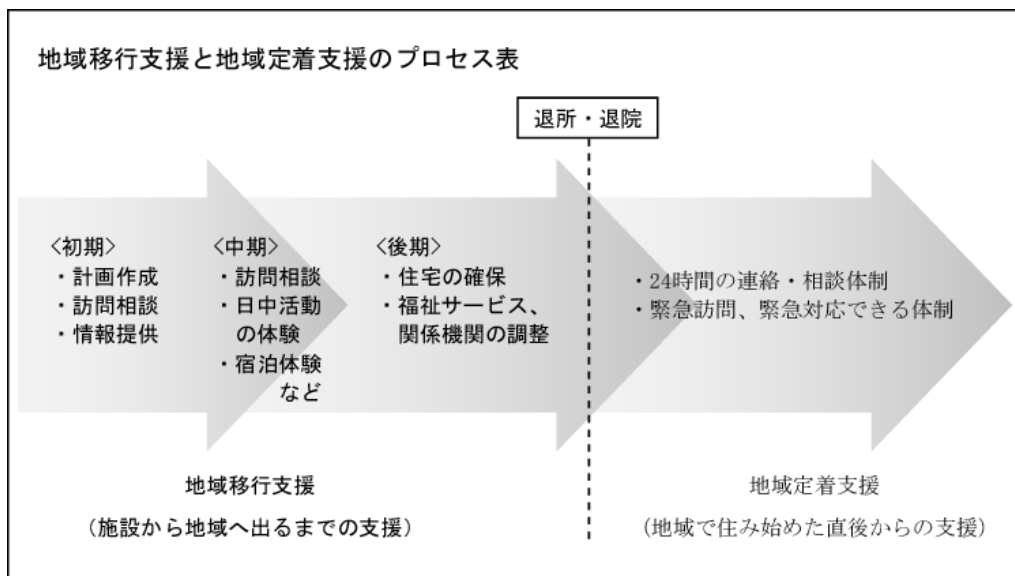 地域移行支援と地域定着支援のプロセス表
退所・退院
<初期>
・計画作成
・訪問相談
・情報提供
<中期>
・訪問相談
・日中活動
の体験
・宿泊体験
など
<後期>
・住宅の確保
・福祉サービス、
関係機関の調整
・24時間の連絡・相談体制
・緊急訪問、緊急対応できる体制
地域移行支援
（施設から地域へ出るまでの支援）
地域定着支援
（地域で住み始めた直後からの支援）